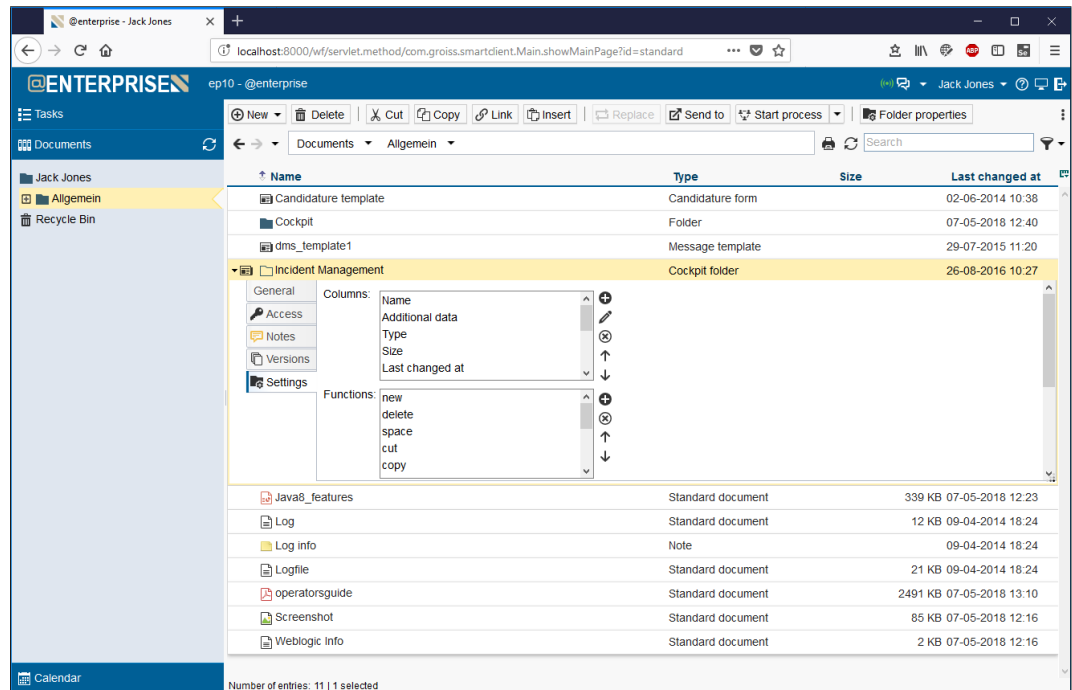 @enterprise - Jack Jones
localhost:8000/wf/servlet.method/com.groiss.smartclient.Main.showMainPage?id=standard
ABP
Se
@ENTERPRISE ep10 - @enterprise Jack Jones
Tasks
New Delete Cut Copy Link Insert Replace Send to Start process Folder properties
Documents
Documents Allgemein Search
Jack Jones
Allgemein
Recycle Bin
Name Type Size Last changed at
Candidature template Candidature form 02-06-2014 10:38
Cockpit Folder 07-05-2018 12:40
dms_template1 Message template 29-07-2015 11:20
Incident Management Cockpit folder 26-08-2016 10:27
General
Access
Notes
Versions
Settings
Columns:
Name
Additional data
Type
Size
Last changed at
Functions:
new
delete
space
cut
copy
Java8_features Standard document 339 KB 07-05-2018 12:23
Log Standard document 12 KB 09-04-2014 18:24
Log info Note 09-04-2014 18:24
Logfile Standard document 21 KB 09-04-2014 18:24
operatorsguide Standard document 2491 KB 07-05-2018 13:10
Screenshot Standard document 85 KB 07-05-2018 12:16
Weblogic Info Standard document 2 KB 07-05-2018 12:16
Calendar
Number of entries: 11 | 1 selected